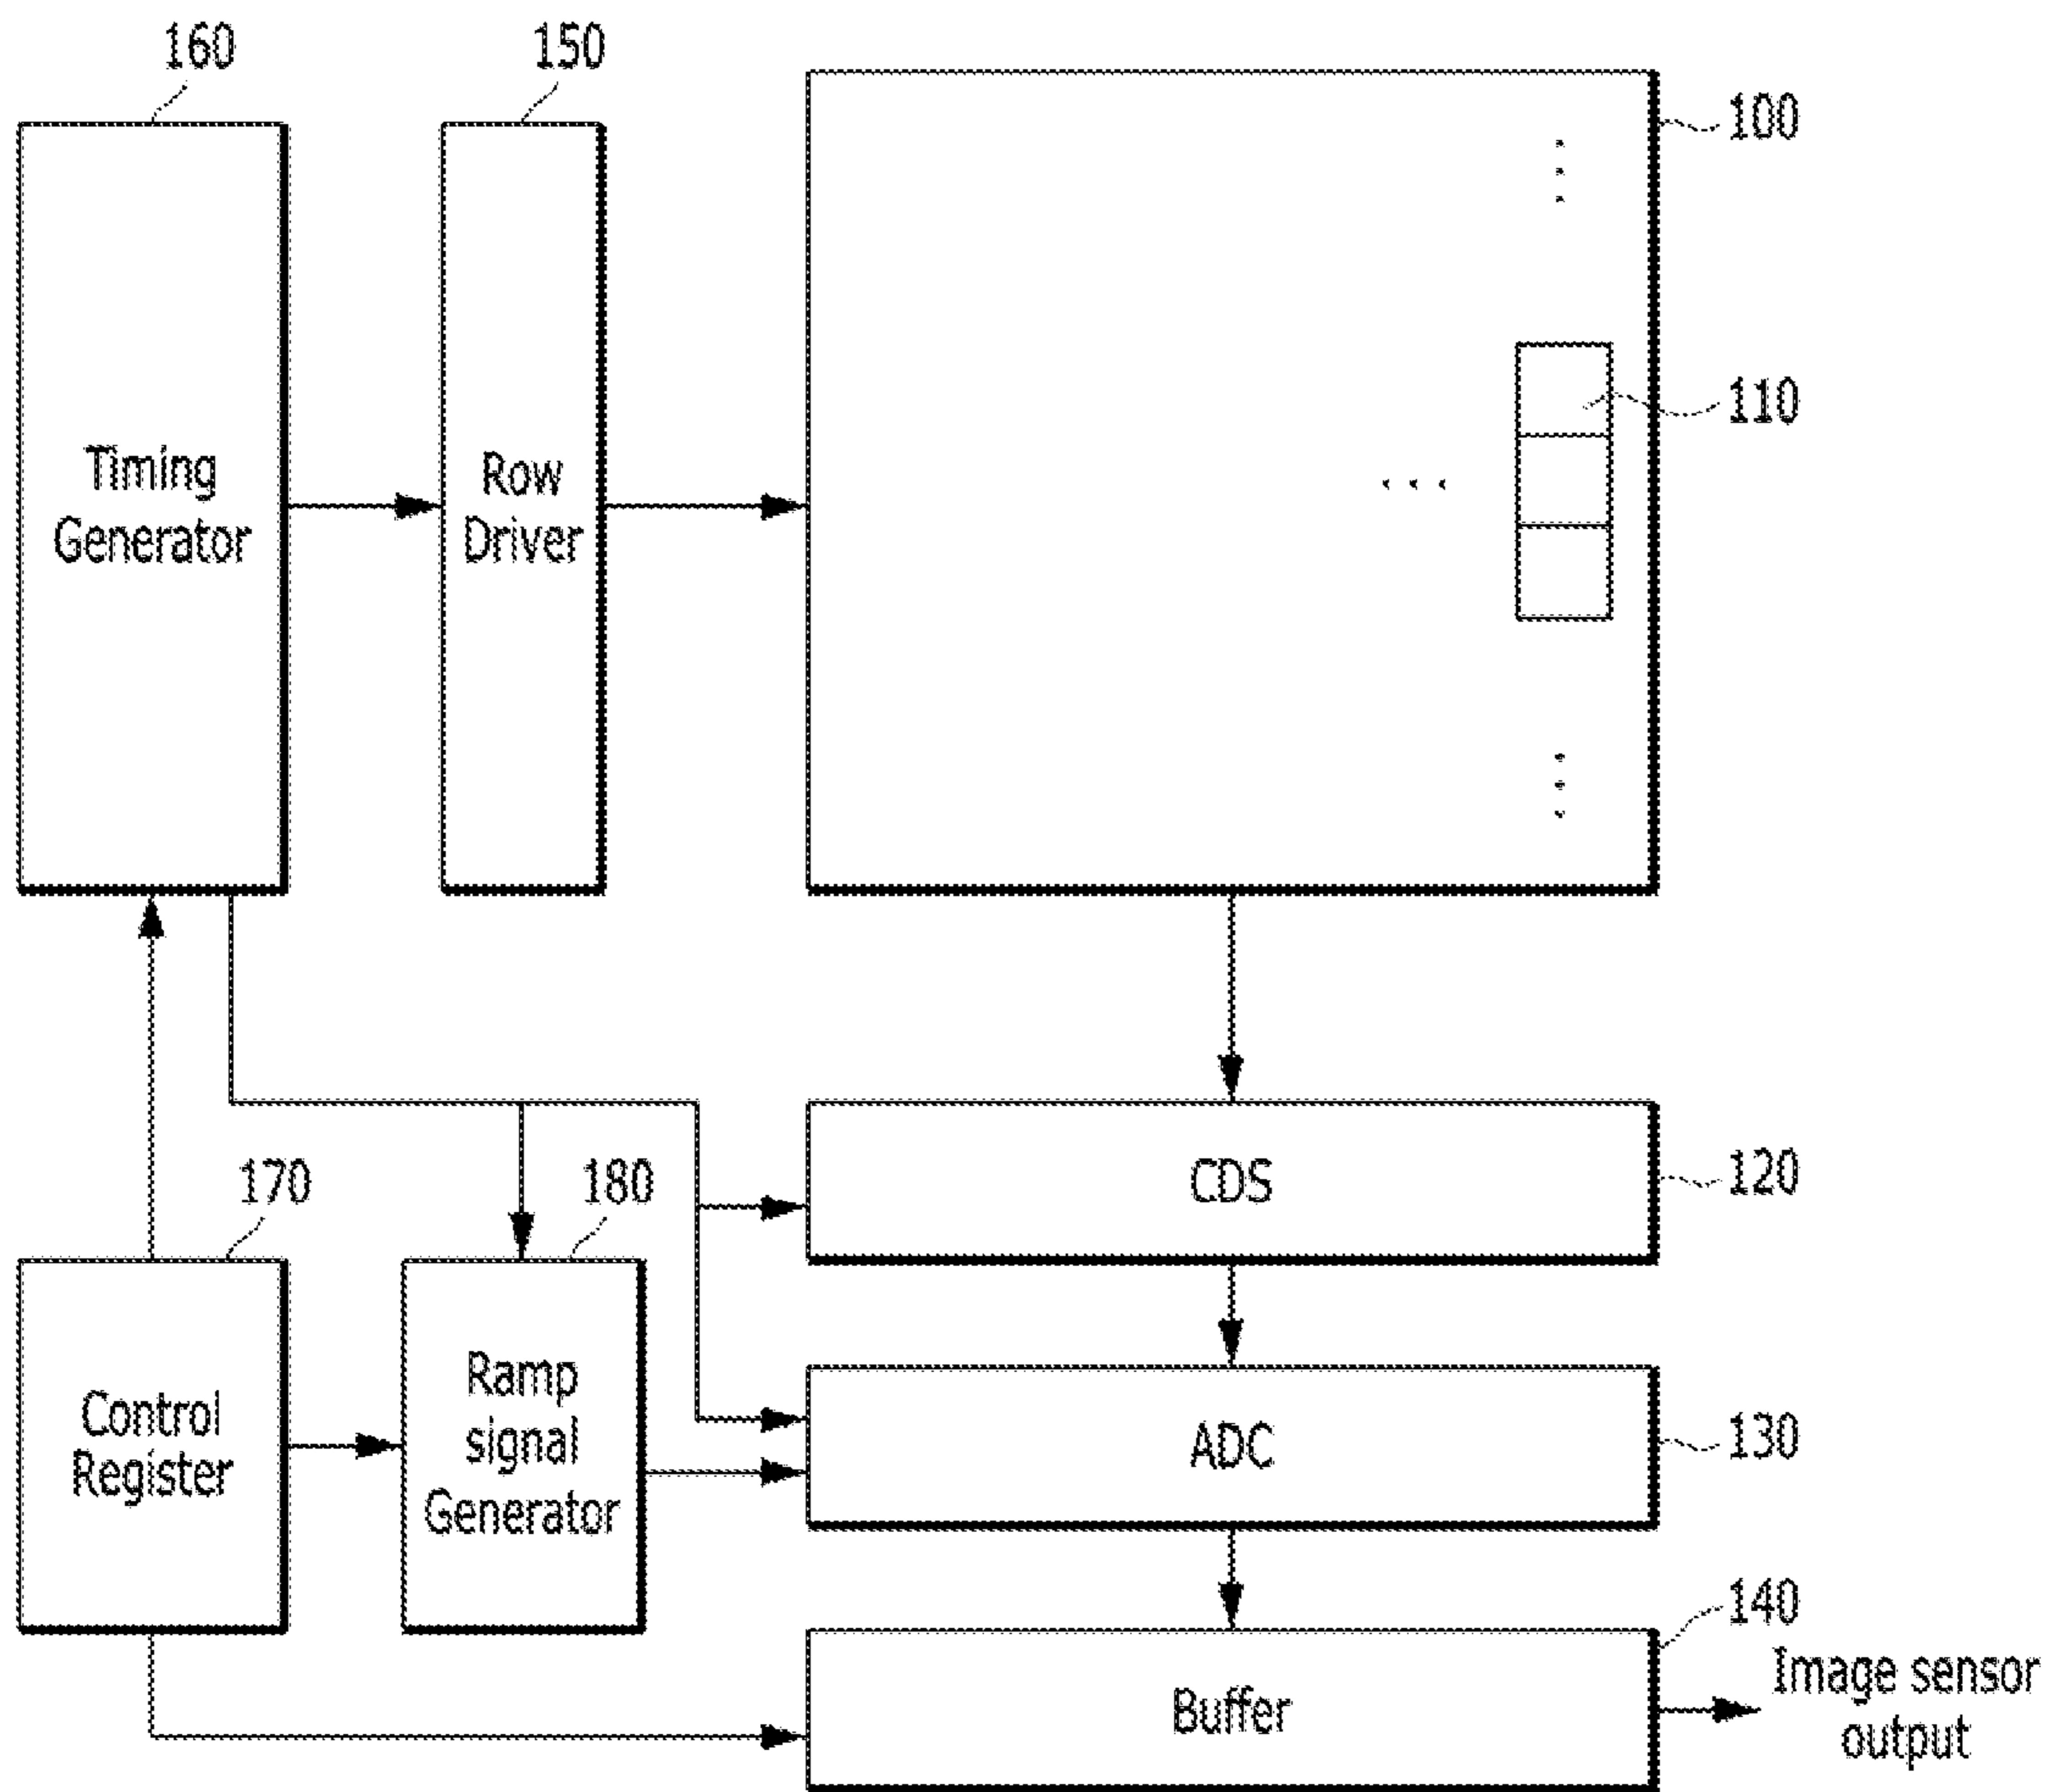 160
150
100
110
Timing
Generator
Row
Driver
170
180
CDS
120
Control
Register
Ramp
signal
Generator
ADC
130
140
Buffer
Image sensor
output